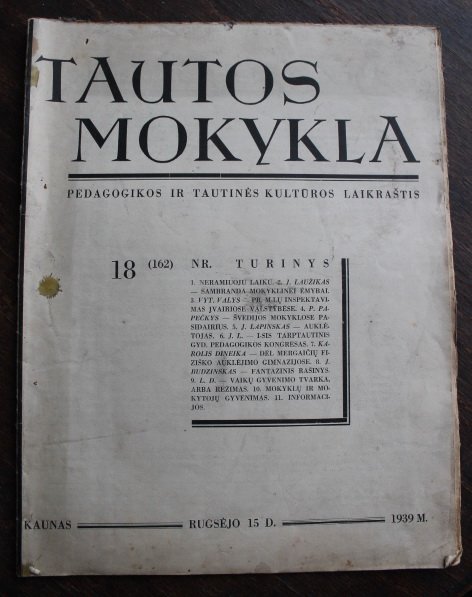 TAUTOS
MOKYKLA
PEDAGOGIKOS IR TAUTINĖS KULTŪROS LAIKRAŠTIS
18 (162) NR. TURINYS
1. NERAMIUOJU LAIKU. 2. J. LAUŽIKAS
— SAMBRANDA MOKYKLINEI EMYBAI.
3. VYT. VALYS — PR. M-LŲ INSPEKTAVI-
MAS ĮVAIRIOSE VALSTYBĖSE. 4. P. PA-
PEČKYS — ŠVEDIJOS MOKYKLOSE PA-
SIDAIRIUS. 5. J. LAPINSKAS — AUKLĖ-
TOJAS. 6. J. L. — I-SIS TARPTAUTINIS
GYD. PEDAGOGIKOS KONGRESAS. 7. KA-
ROLIS DINEIKA — DĖL MERGAIČIŲ FI-
ZIŠKO AUKLĖJIMO GIMNAZIJOSE. 8. J.
BUDZINSKAS — FANTAZINIS RAŠINYS.
9. L. D. — VAIKŲ GYVENIMO TVARKA,
ARBA REŽIMAS. 10. MOKYKLŲ IR MO-
KYTOJŲ GYVENIMAS. 11. INFORMACI-
JOS.
KAUNAS RUGSĖJO 15 D. 1939 M.